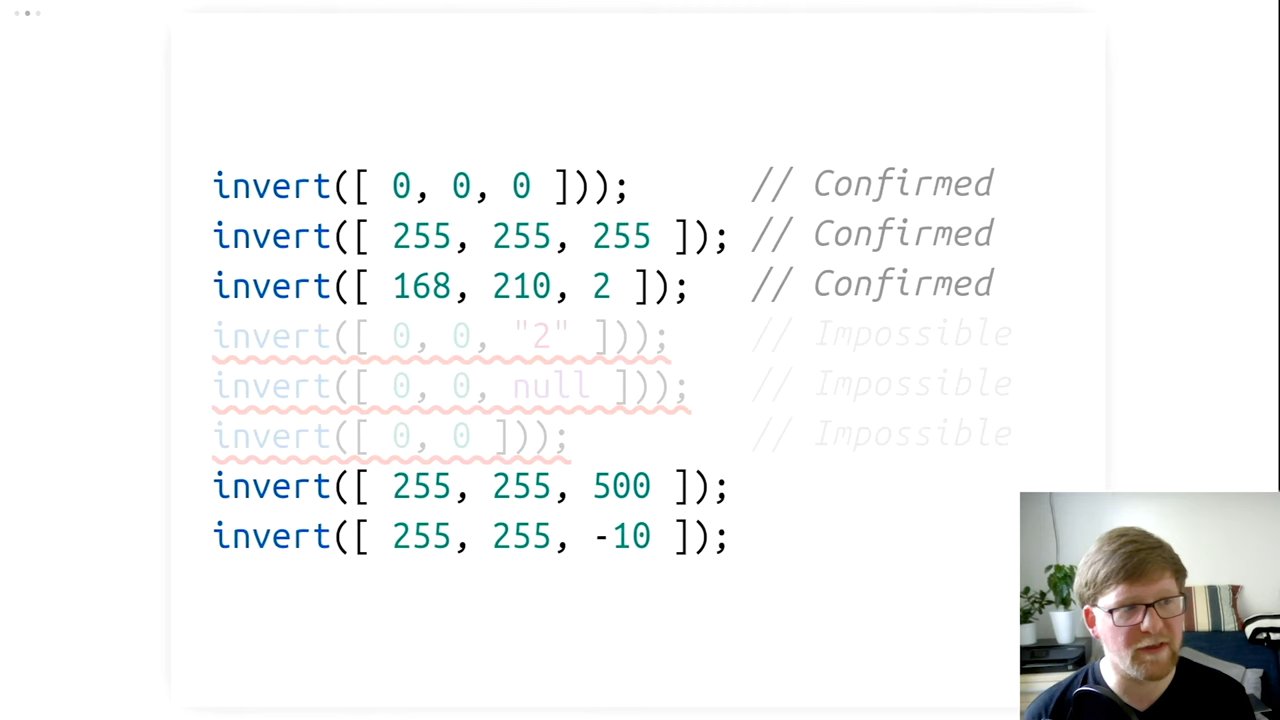 invert([ 0, 0, 0 ])); // Confirmed
invert([ 255, 255, 255 ]); // Confirmed
invert([ 168, 210, 2 ]); // Confirmed
invert([ 0, 0, "2" ])); // Impossible
invert([ 0, 0, null ])); // Impossible
invert([ 0, 0 ])); // Impossible
invert([ 255, 255, 500 ]);
invert([ 255, 255, -10 ]);